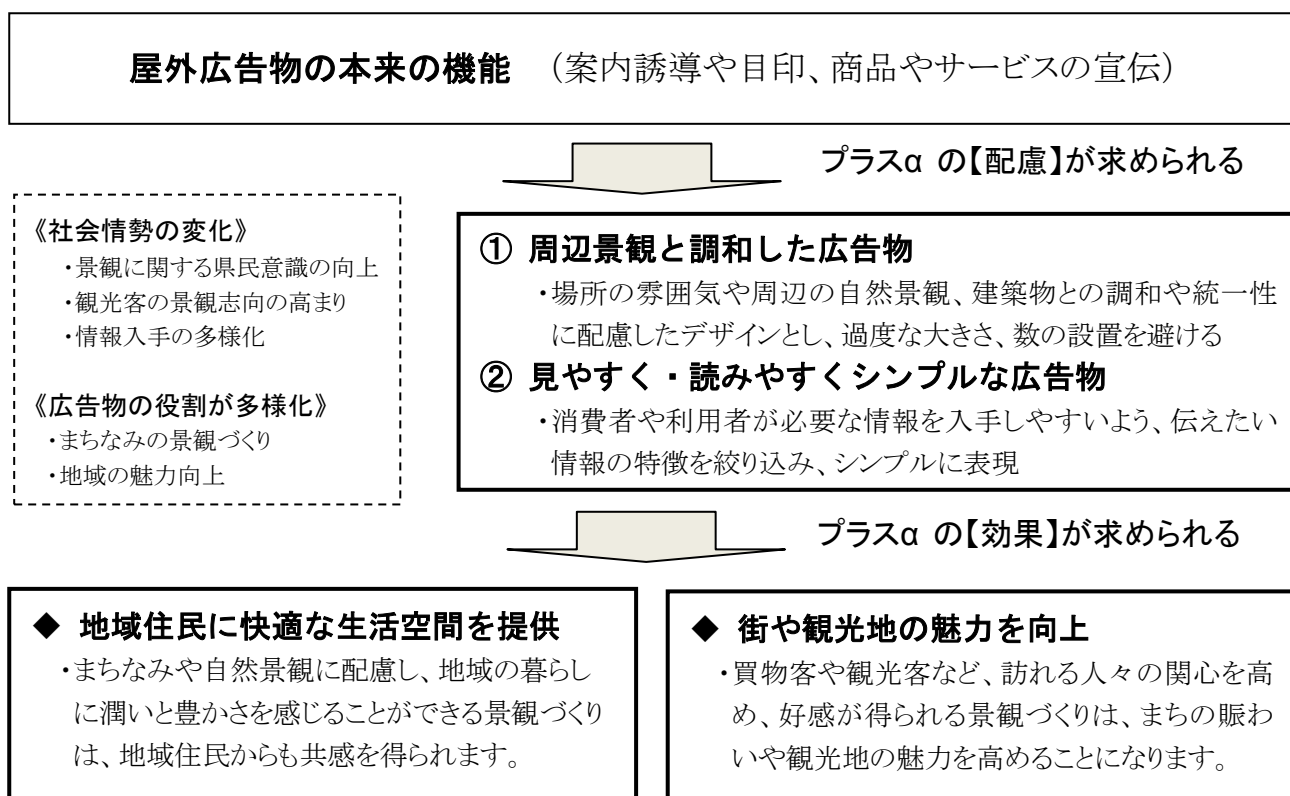 屋外広告物の本来の機能 (案内誘導や目印、商品やサービスの宣伝)
プラスα の【配慮】が求められる
《社会情勢の変化》
・景観に関する県民意識の向上
・観光客の景観志向の高まり
・情報入手の多様化
《広告物の役割が多様化》
・まちなみの景観づくり
・地域の魅力向上
① 周辺景観と調和した広告物
・場所の雰囲気や周辺の自然景観、建築物との調和や統一性
に配慮したデザインとし、過度な大きさ、数の設置を避ける
② 見やすく・読みやすくシンプルな広告物
・消費者や利用者が必要な情報を入手しやすいよう、伝えたい
情報の特徴を絞り込み、シンプルに表現
プラスα の【効果】が求められる
◆ 地域住民に快適な生活空間を提供
・まちなみや自然景観に配慮し、地域の暮らし
に潤いと豊かさを感じることができる景観づくり
は、地域住民からも共感を得られます。
◆ 街や観光地の魅力を向上
・買物客や観光客など、訪れる人々の関心を高
め、好感が得られる景観づくりは、まちの賑わ
いや観光地の魅力を高めることになります。